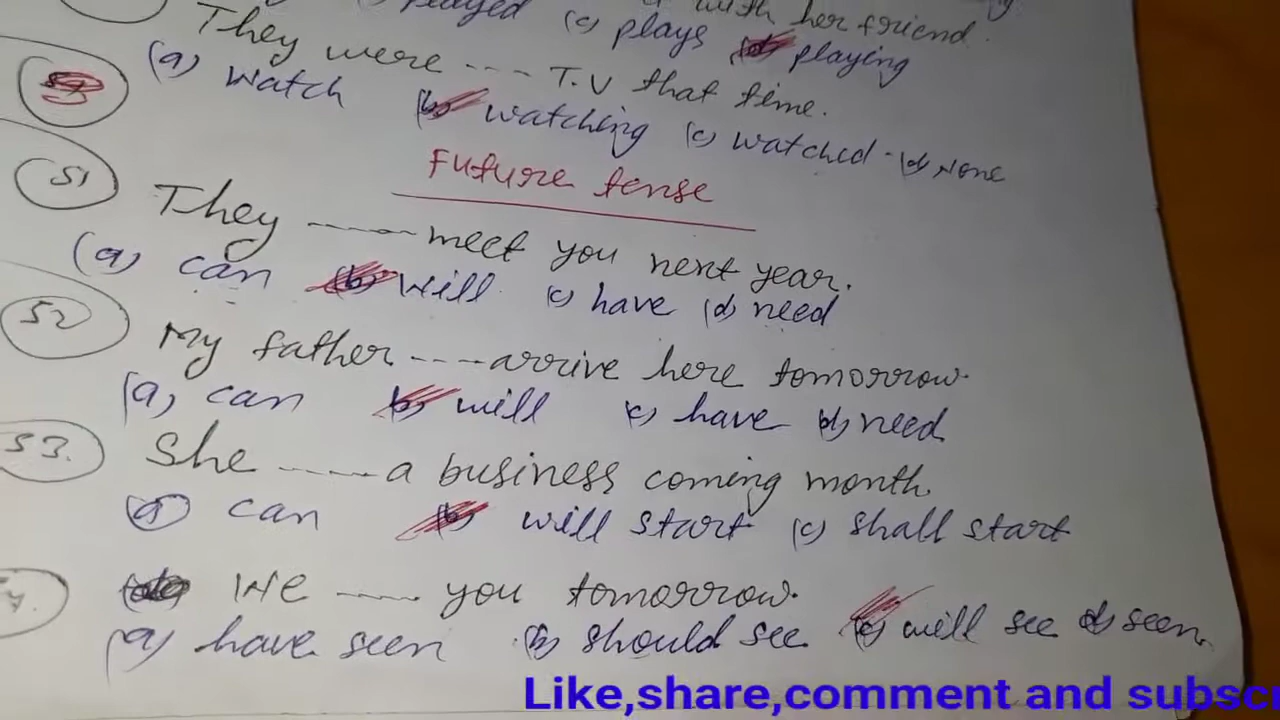 played (c) plays (d) playing
with her friend.
They were --- T.V that time.
(a) watch (b) watching (c) watched (d) None
Future tense
51 They ------ meet you next year.
(a) can (b) will (c) have (d) need
52 My father ---- arrive here tomorrow.
(a) can (b) will (c) have (d) need
53. She ------ a business coming month.
(a) can (b) will start (c) shall start
We ------ you tomorrow.
(a) have seen (b) should see (c) will see (d) seen.
Like,share,comment and subscr